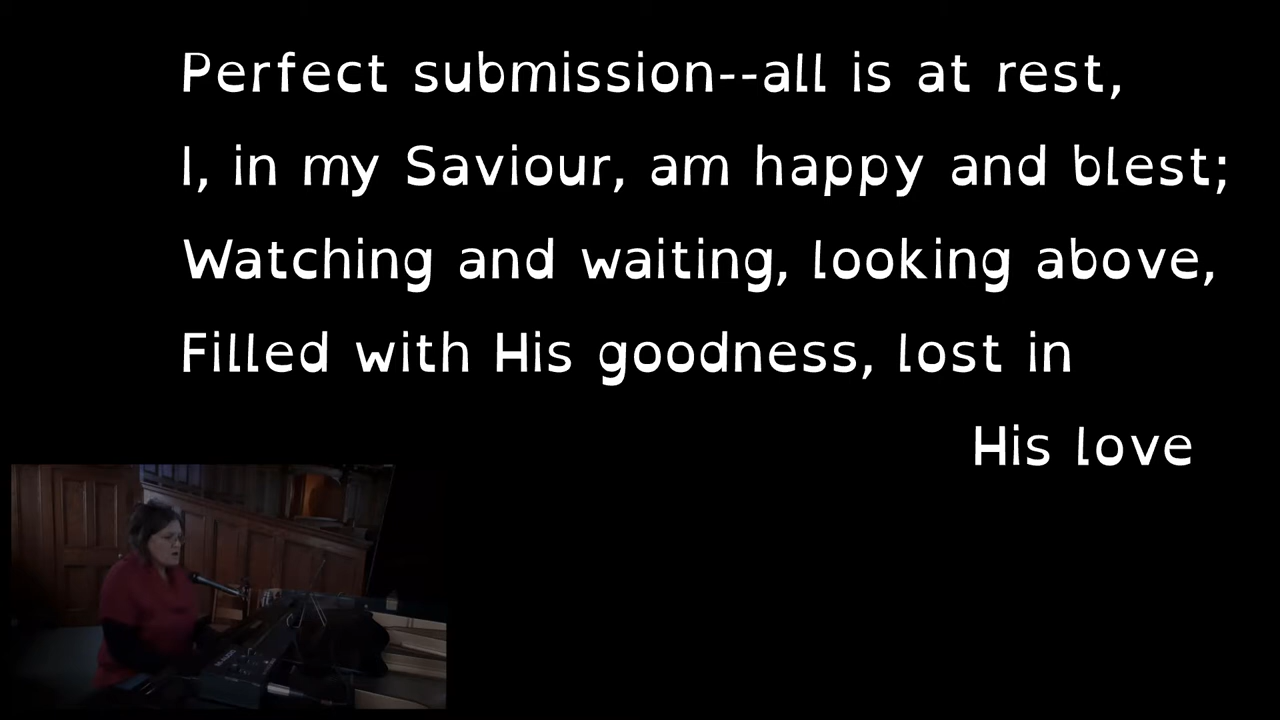 Perfect submission--all is at rest,
I, in my Saviour, am happy and blest;
Watching and waiting, looking above,
Filled with His goodness, lost in
His love